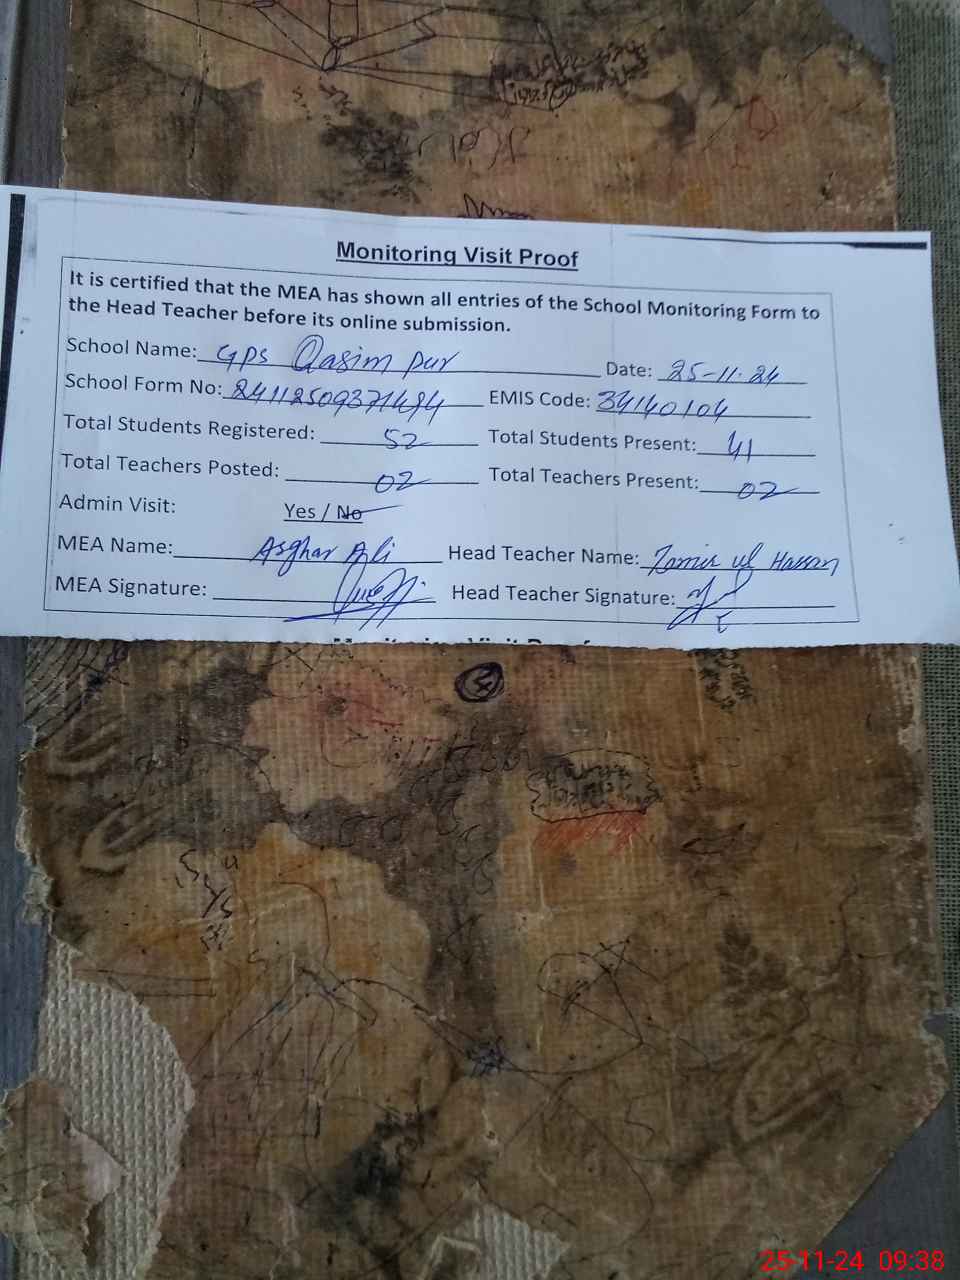 Monitoring Visit Proof
It is certified that the MEA has shown all entries of the School Monitoring Form to
the Head Teacher before its online submission.
School Name: GPS Qasim pur Date: 25-11-24
School Form No: 24112509371494 EMIS Code: 34140104
Total Students Registered: 52 Total Students Present: 41
Total Teachers Posted: 02 Total Teachers Present: 02
Admin Visit: Yes / No
MEA Name: Asghar Ali Head Teacher Name: Zamir ul Hassan
MEA Signature: Head Teacher Signature:
25-11-24 09:38